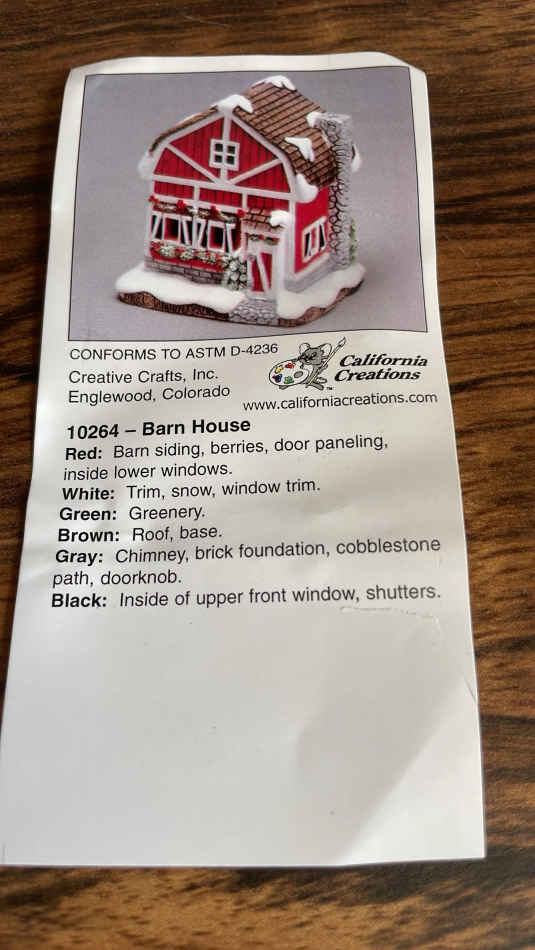 CONFORMS TO ASTM D-4236
Creative Crafts, Inc.
Englewood, Colorado
California
Creations
™
www.californiacreations.com
10264 – Barn House
Red: Barn siding, berries, door paneling,
inside lower windows.
White: Trim, snow, window trim.
Green: Greenery.
Brown: Roof, base.
Gray: Chimney, brick foundation, cobblestone
path, doorknob.
Black: Inside of upper front window, shutters.